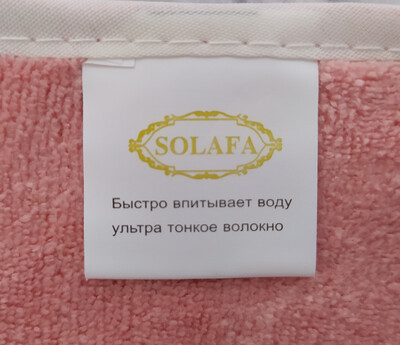 SOLAFA
Быстро впитывает воду
ультра тонкое волокно